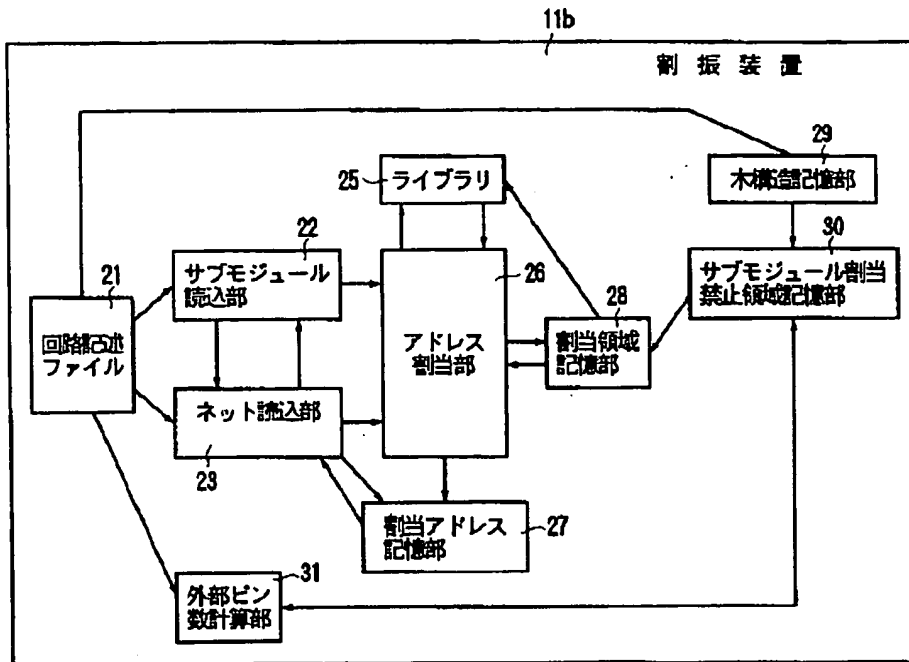 11b
割振装置
29
25
ライブラリ
木構造記憶部
22
30
21
サブモジュール
読込部
26
サブモジュール割当
禁止領域記憶部
28
回路記述
ファイル
アドレス
割当部
割当領域
記憶部
ネット読込部
23
割当アドレス
記憶部
27
31
外部ピン
数計算部